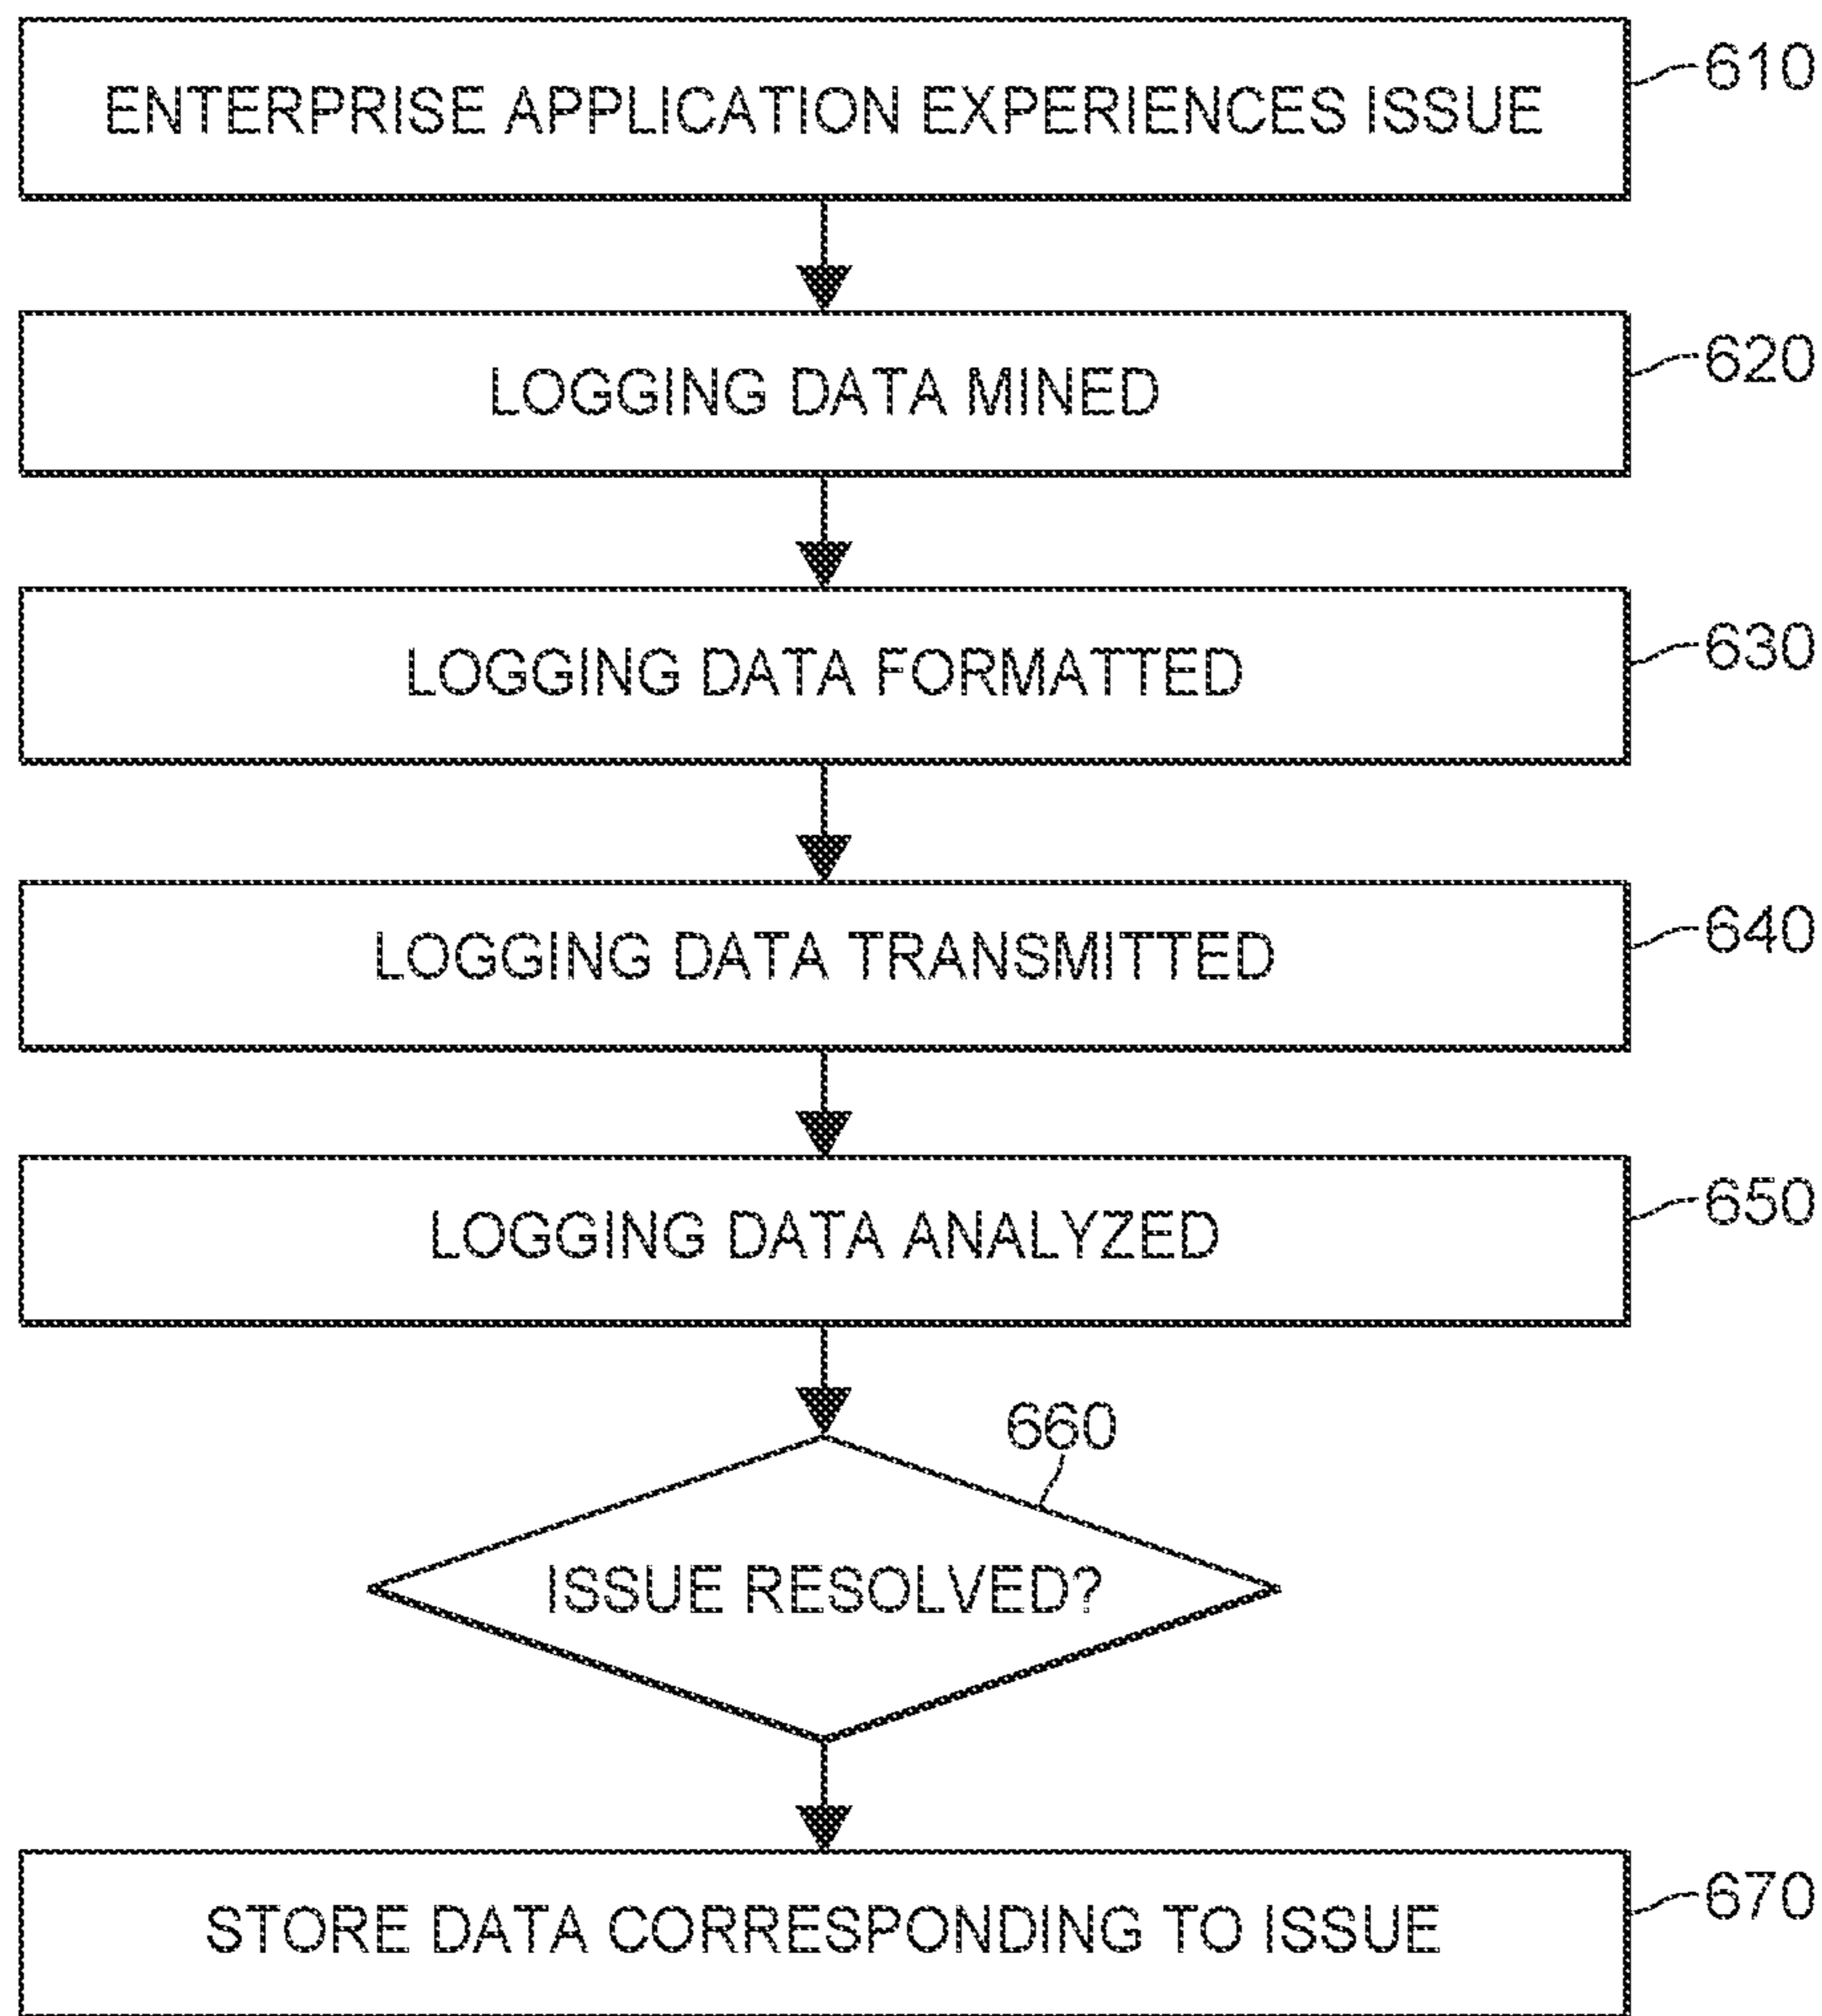 ENTERPRISE APPLICATION EXPERIENCES ISSUE
610
LOGGING DATA MINED
620
LOGGING DATA FORMATTED
630
LOGGING DATA TRANSMITTED
640
LOGGING DATA ANALYZED
650
660
ISSUE RESOLVED?
STORE DATA CORRESPONDING TO ISSUE
670